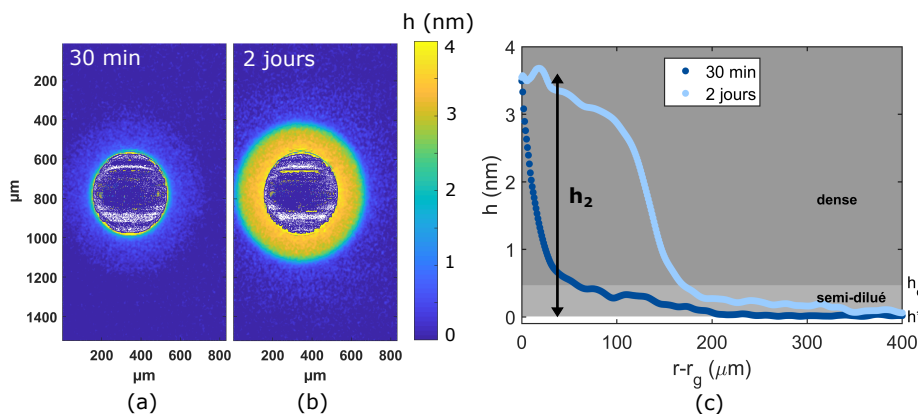 h (nm)
30 min
2 jours
200
400
600
800
1000
1200
1400
µm
200 400 600 800
µm
(a)
200 400 600 800
µm
(b)
4
3
2
1
0
4
3
2
1
0
h (nm)
30 min
2 jours
h₂
dense
semi-dilué
0 100 200 300 400
r-r_g (µm)
(c)